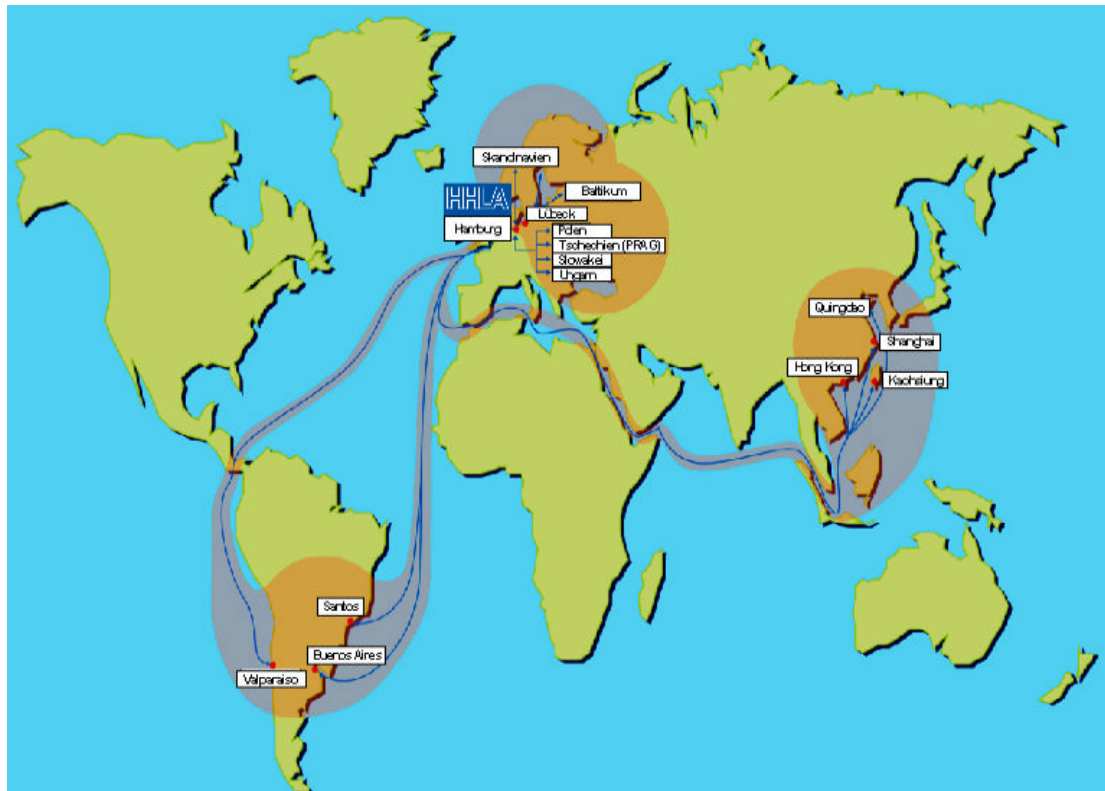 Skandinavien
HHLA
Baltikum
Lübeck
Hamburg
Polen
Tschechien (PRAG)
Slowakei
Ungarn
Quingdao
Shanghai
Hong Kong
Kaohsiung
Santos
Buenos Aires
Valparaiso